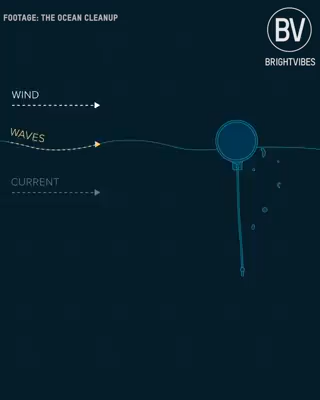 FOOTAGE: THE OCEAN CLEANUP
BV
BRIGHTVIBES
WIND
WAVES
CURRENT